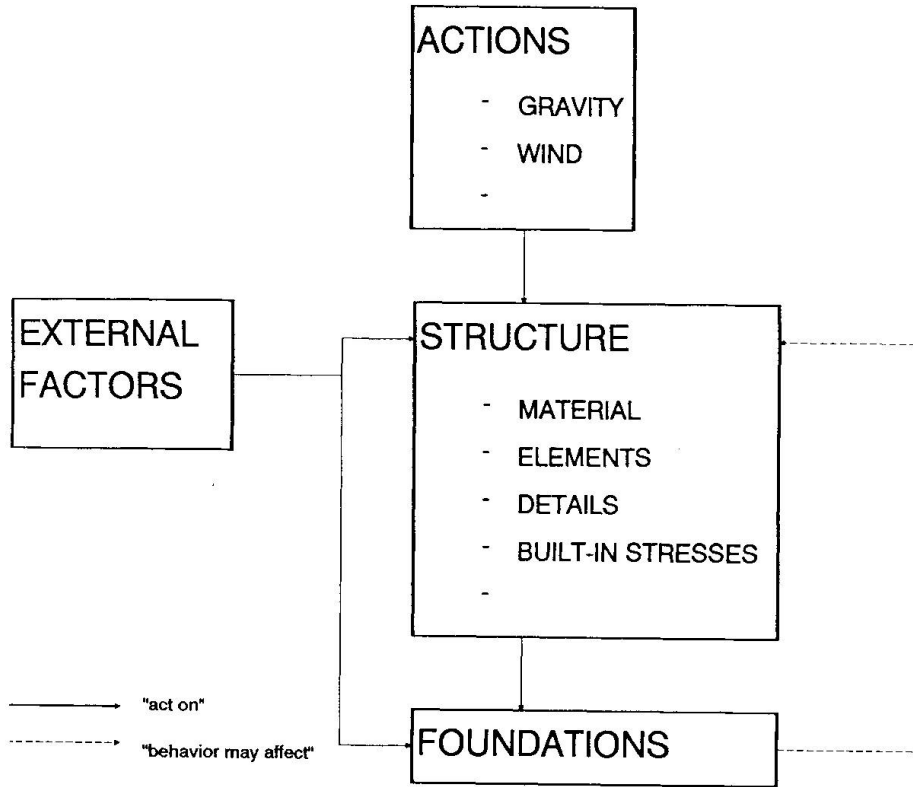 ACTIONS
- GRAVITY
- WIND
-
EXTERNAL
FACTORS
STRUCTURE
- MATERIAL
- ELEMENTS
- DETAILS
- BUILT-IN STRESSES
-
"act on"
"behavior may affect"
FOUNDATIONS